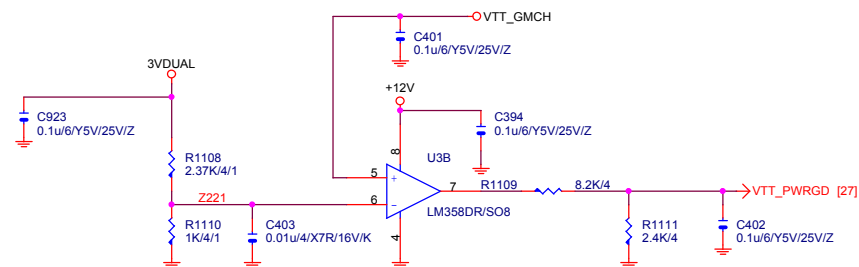 VTT_GMCH
C401
0.1u/6/Y5V/25V/Z
3VDUAL
+12V
C923
0.1u/6/Y5V/25V/Z
C394
0.1u/6/Y5V/25V/Z
8
U3B
R1108
2.37K/4/1
5
+
7
R1109
8.2K/4
VTT_PWRGD [27]
Z221
6
-
LM358DR/SO8
4
R1110
1K/4/1
C403
0.01u/4/X7R/16V/K
R1111
2.4K/4
C402
0.1u/6/Y5V/25V/Z